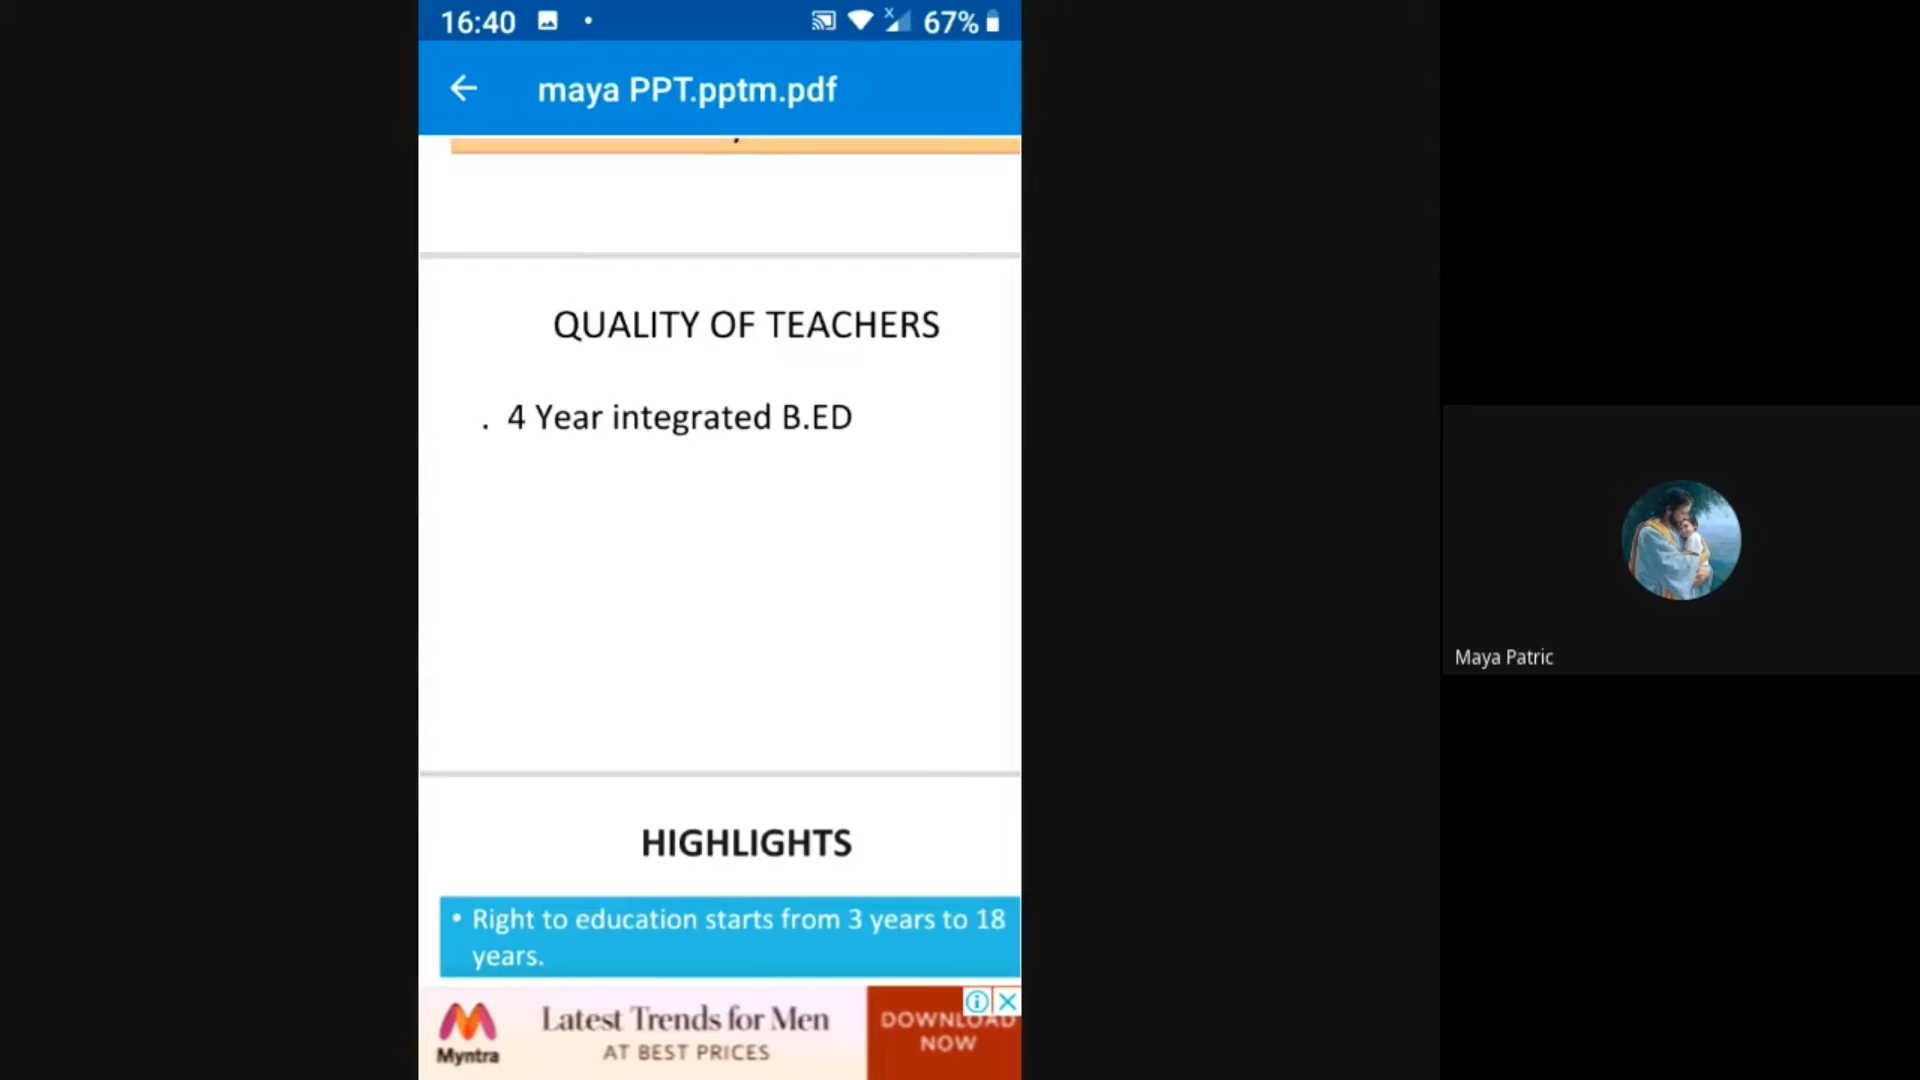 16:40
67%
maya PPT.pptm.pdf
QUALITY OF TEACHERS
. 4 Year integrated B.ED
HIGHLIGHTS
• Right to education starts from 3 years to 18
years.
Myntra
Latest Trends for Men
AT BEST PRICES
DOWNLOAD
NOW
Maya Patric